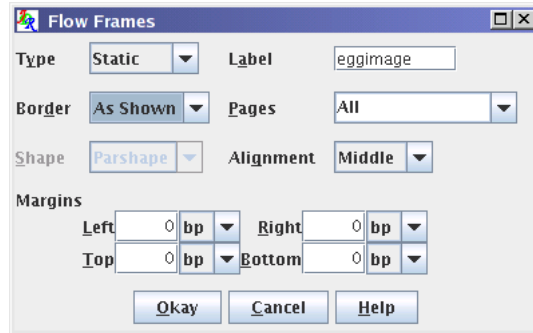 Flow Frames
Type Static Label eggimage
Border As Shown Pages All
Shape Parshape Alignment Middle
Margins
Left 0 bp Right 0 bp
Top 0 bp Bottom 0 bp
Okay Cancel Help